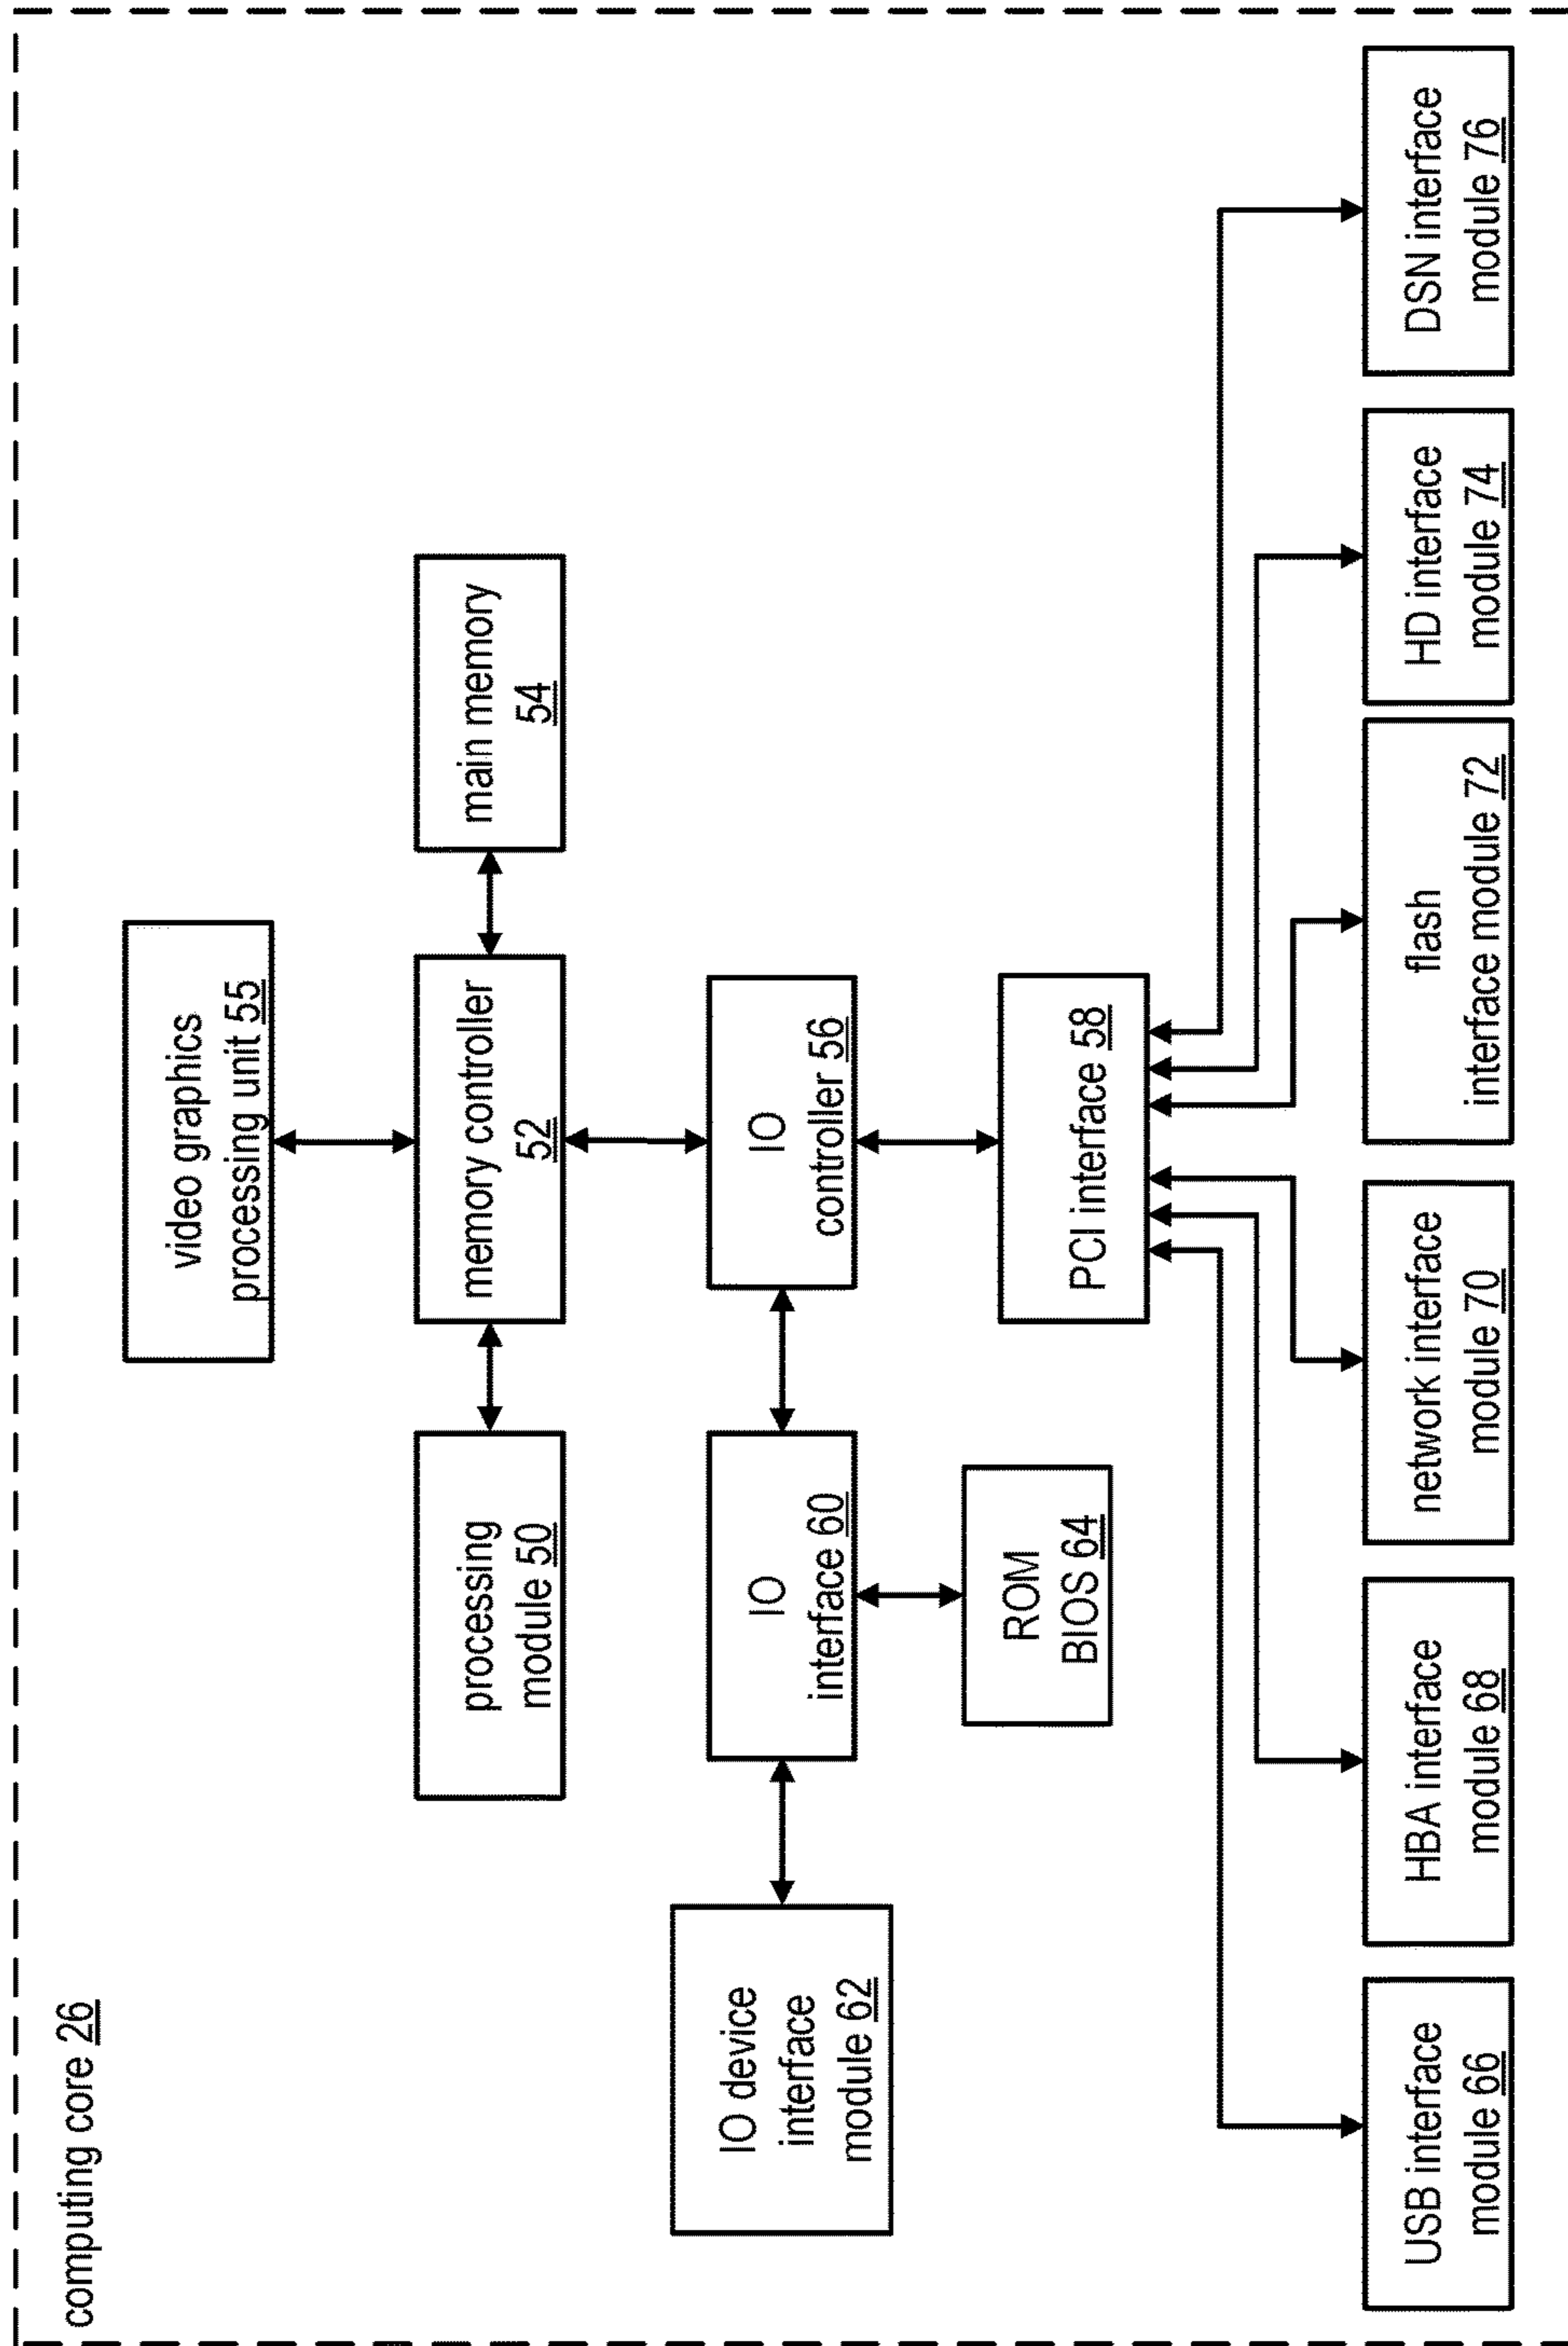 computing core 26
video graphics
processing unit 55
processing
module 50
memory controller
52
main memory
54
IO device
interface
module 62
IO
interface 60
IO
controller 56
ROM
BIOS 64
PCI interface 58
USB interface
module 66
HBA interface
module 68
network interface
module 70
flash
interface module 72
HD interface
module 74
DSN interface
module 76